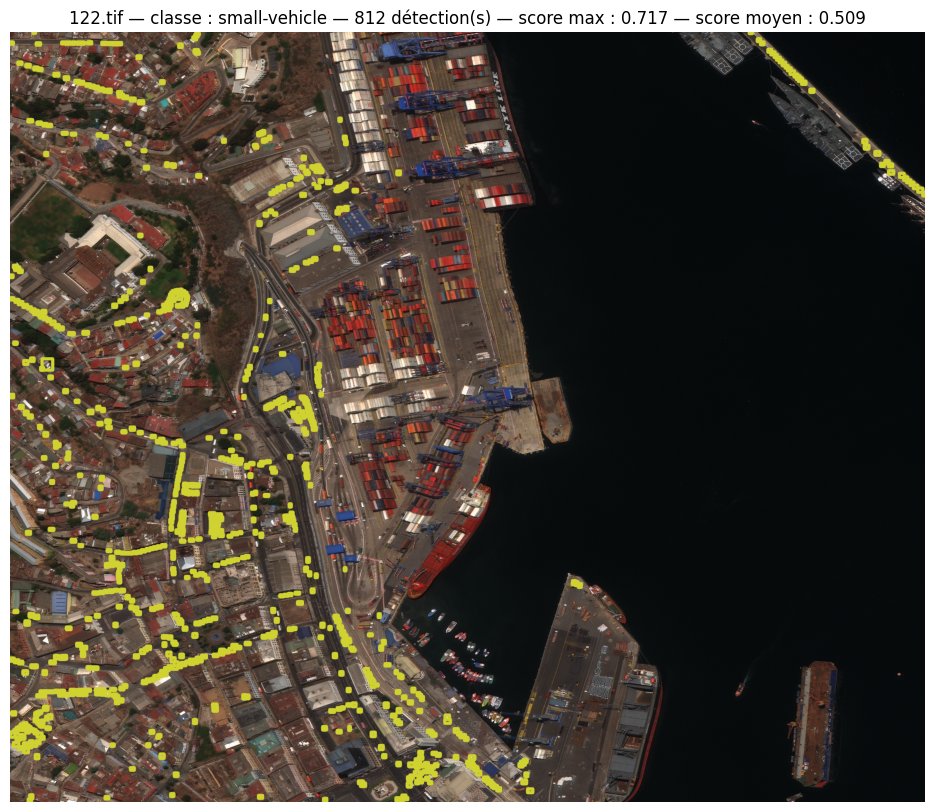 122.tif — classe : small-vehicle — 812 détection(s) — score max : 0.717 — score moyen : 0.509